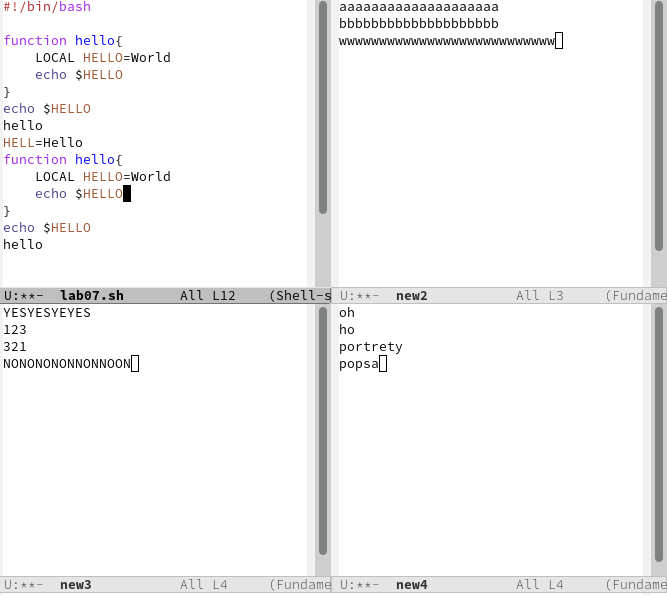 #!/bin/bash

function hello{
    LOCAL HELLO=World
    echo $HELLO
}
echo $HELLO
hello
HELL=Hello
function hello{
    LOCAL HELLO=World
    echo $HELLO
}
echo $HELLO
hello
U:**-  lab07.sh       All L12    (Shell-s
aaaaaaaaaaaaaaaaaaaa
bbbbbbbbbbbbbbbbbbbb
wwwwwwwwwwwwwwwwwwwwwwwwwww
U:**-  new2           All L3     (Fundame
YESYESYEYES
123
321
NONONONONNONNOON
U:**-  new3           All L4     (Fundame
oh
ho
portrety
popsa
U:**-  new4           All L4     (Fundame